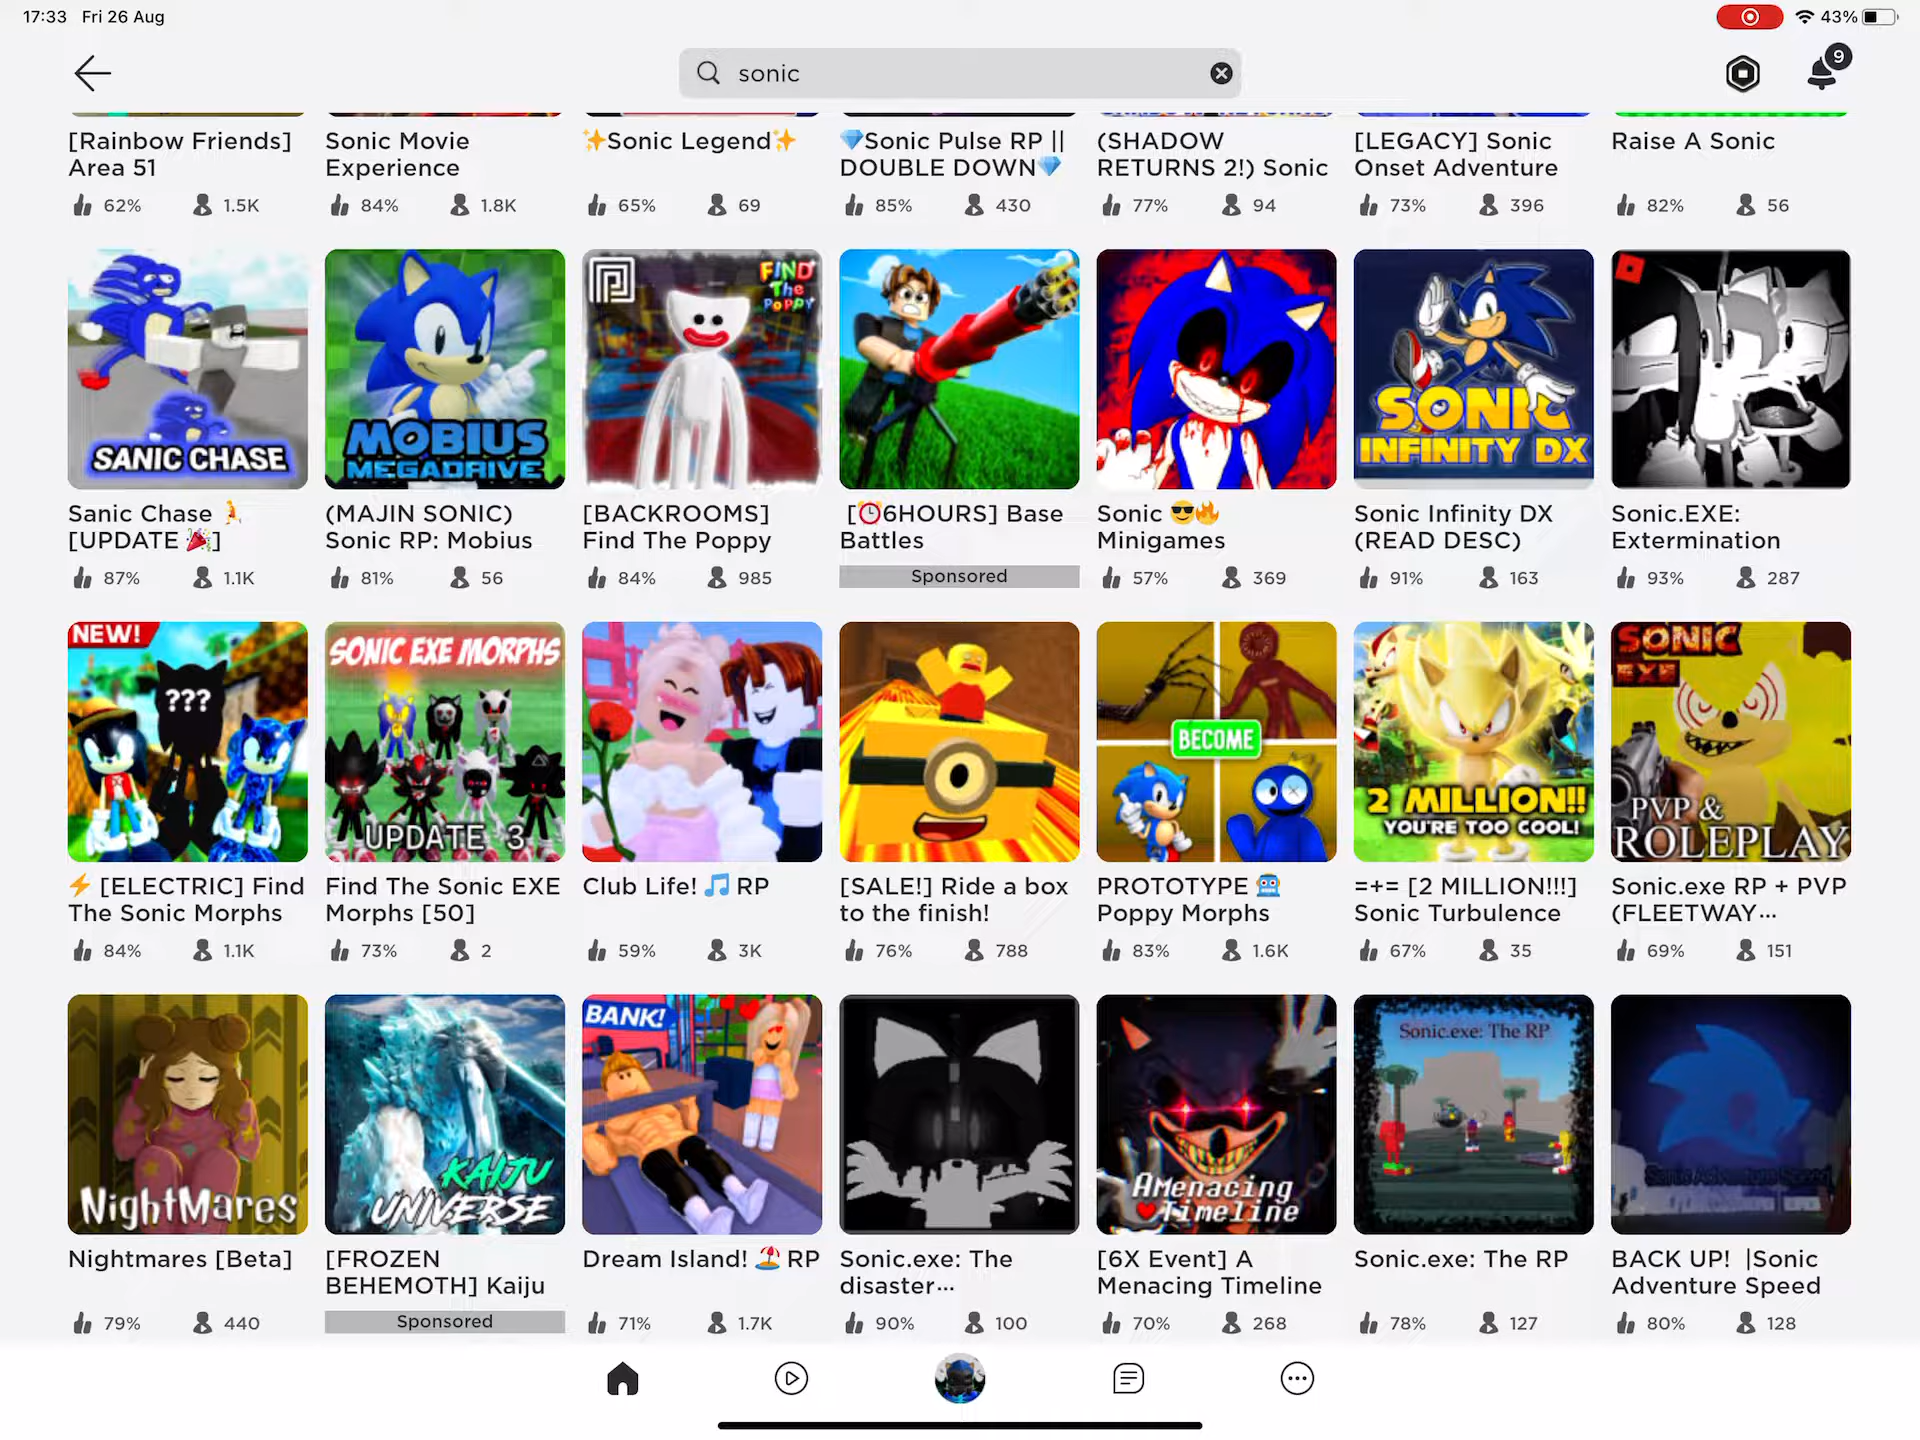 17:33 Fri 26 Aug
43%
sonic
9
[Rainbow Friends]
Area 51
62% 1.5K
Sonic Movie
Experience
84% 1.8K
✨Sonic Legend✨
65% 69
💎Sonic Pulse RP ||
DOUBLE DOWN💎
85% 430
(SHADOW
RETURNS 2!) Sonic
77% 94
[LEGACY] Sonic
Onset Adventure
73% 396
Raise A Sonic
82% 56
SANIC CHASE
Sanic Chase 🏃
[UPDATE 🎉]
87% 1.1K
MOBIUS
MEGADRIVE
(MAJIN SONIC)
Sonic RP: Mobius
81% 56
FIND
The
POPPY
[BACKROOMS]
Find The Poppy
84% 985
[⏰6HOURS] Base
Battles
Sponsored
Sonic 😎🔥
Minigames
57% 369
SONIC
INFINITY DX
Sonic Infinity DX
(READ DESC)
91% 163
Sonic.EXE:
Extermination
93% 287
NEW!
???
⚡ [ELECTRIC] Find
The Sonic Morphs
84% 1.1K
SONIC EXE MORPHS
UPDATE 3
Find The Sonic EXE
Morphs [50]
73% 2
Club Life! 🎵 RP
59% 3K
[SALE!] Ride a box
to the finish!
76% 788
BECOME
PROTOTYPE 🤖
Poppy Morphs
83% 1.6K
2 MILLION!!
YOU'RE TOO COOL!
=+= [2 MILLION!!!]
Sonic Turbulence
67% 35
SONIC
EXE
PVP &
ROLEPLAY
Sonic.exe RP + PVP
(FLEETWAY...
69% 151
NightMares
Nightmares [Beta]
79% 440
KAIJU
UNIVERSE
[FROZEN
BEHEMOTH] Kaiju
Sponsored
BANK!
Dream Island! 🏖️ RP
71% 1.7K
Sonic.exe: The
disaster...
90% 100
A Menacing
Timeline
[6X Event] A
Menacing Timeline
70% 268
Sonic.exe: The RP
Sonic.exe: The RP
78% 127
Sonic Adventure Speed
BACK UP! |Sonic
Adventure Speed
80% 128